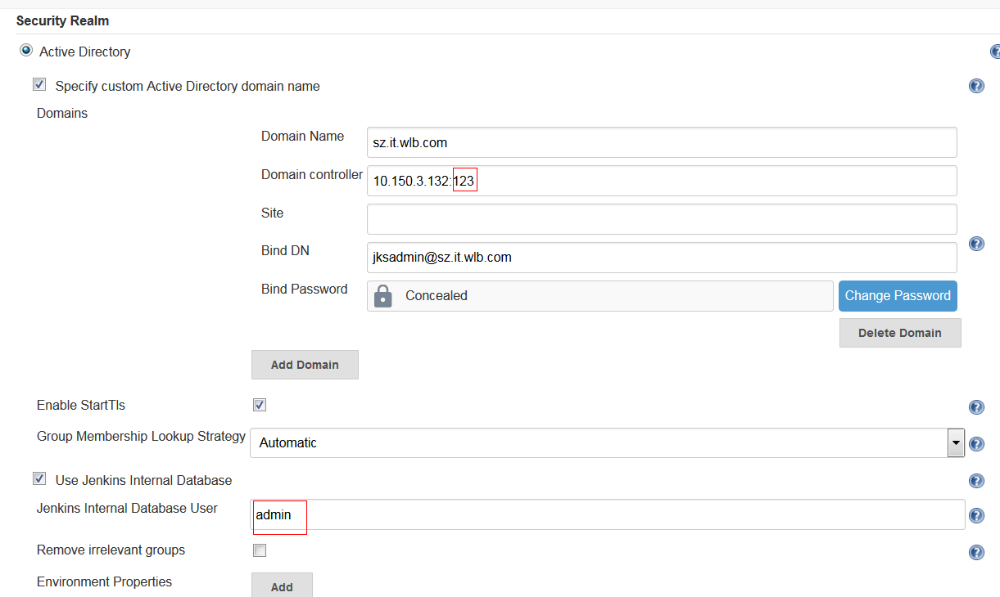 Security Realm
Active Directory
Specify custom Active Directory domain name
Domains
Domain Name
sz.it.wlb.com
Domain controller
10.150.3.132:123
Site
Bind DN
jksadmin@sz.it.wlb.com
Bind Password
Concealed
Change Password
Delete Domain
Add Domain
Enable StartTls
Group Membership Lookup Strategy
Automatic
Use Jenkins Internal Database
Jenkins Internal Database User
admin
Remove irrelevant groups
Environment Properties
Add